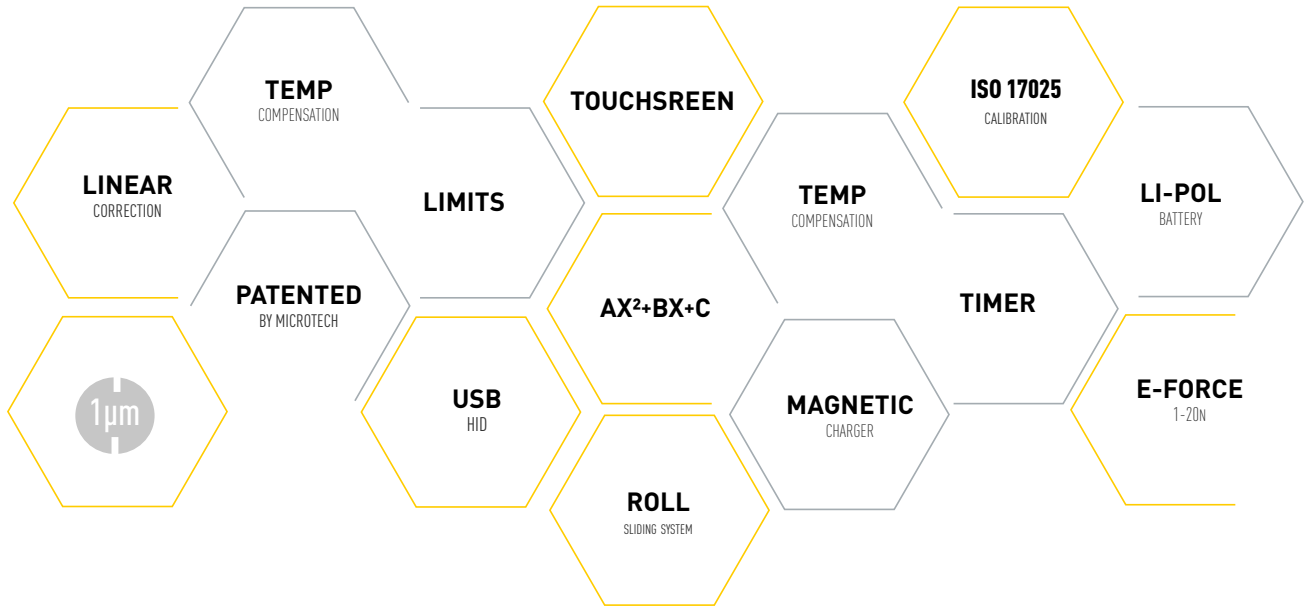 TEMP
COMPENSATION
TOUCHSREEN
ISO 17025
CALIBRATION
LINEAR
CORRECTION
LIMITS
TEMP
COMPENSATION
LI-POL
BATTERY
PATENTED
BY MICROTECH
AX²+BX+C
TIMER
1µm
USB
HID
MAGNETIC
CHARGER
E-FORCE
1-20N
ROLL
SLIDING SYSTEM